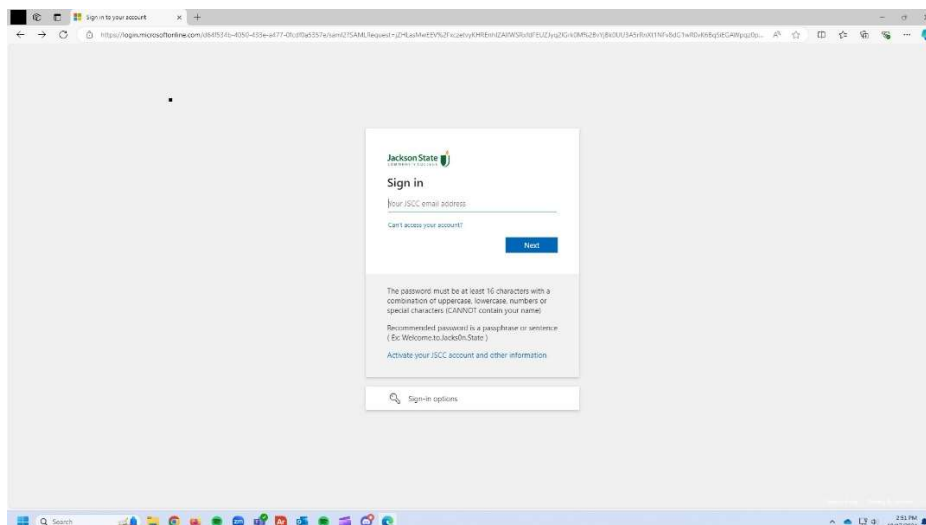 Sign in to your account
Jackson State
COMMUNITY COLLEGE
Sign in
Your JSCC email address
Can't access your account?
Next
The password must be at least 16 characters with a
combination of uppercase, lowercase, numbers or
special characters (CANNOT contain your name)
Recommended password is a passphrase or sentence
( Ex: Welcome.to.Jacks0n.State )
Activate your JSCC account and other information
Sign-in options
Search
2:51 PM